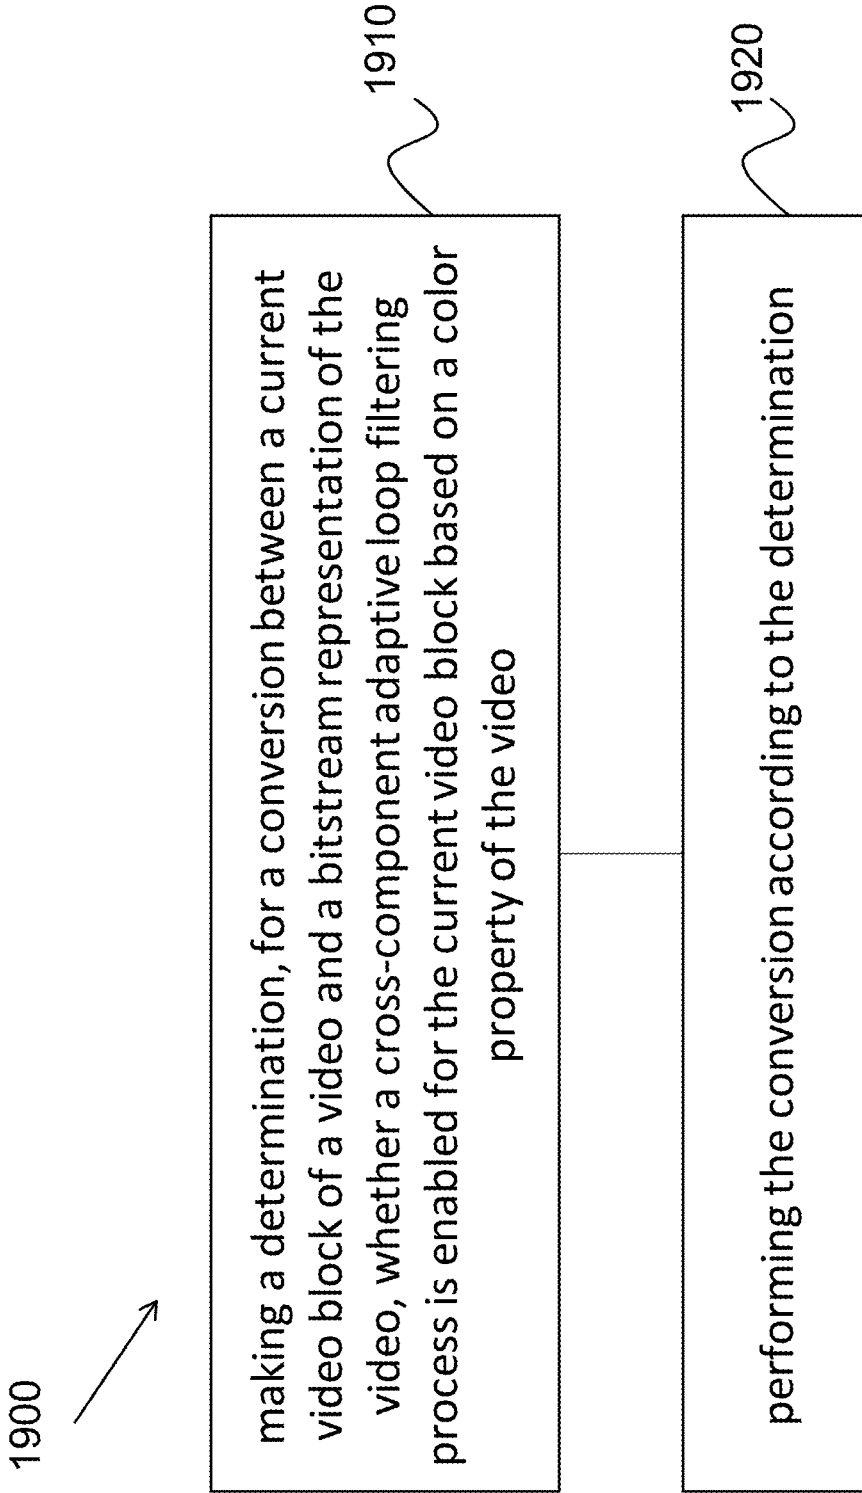 1900
making a determination, for a conversion between a current
video block of a video and a bitstream representation of the
video, whether a cross-component adaptive loop filtering
process is enabled for the current video block based on a color
property of the video
1910
performing the conversion according to the determination
1920